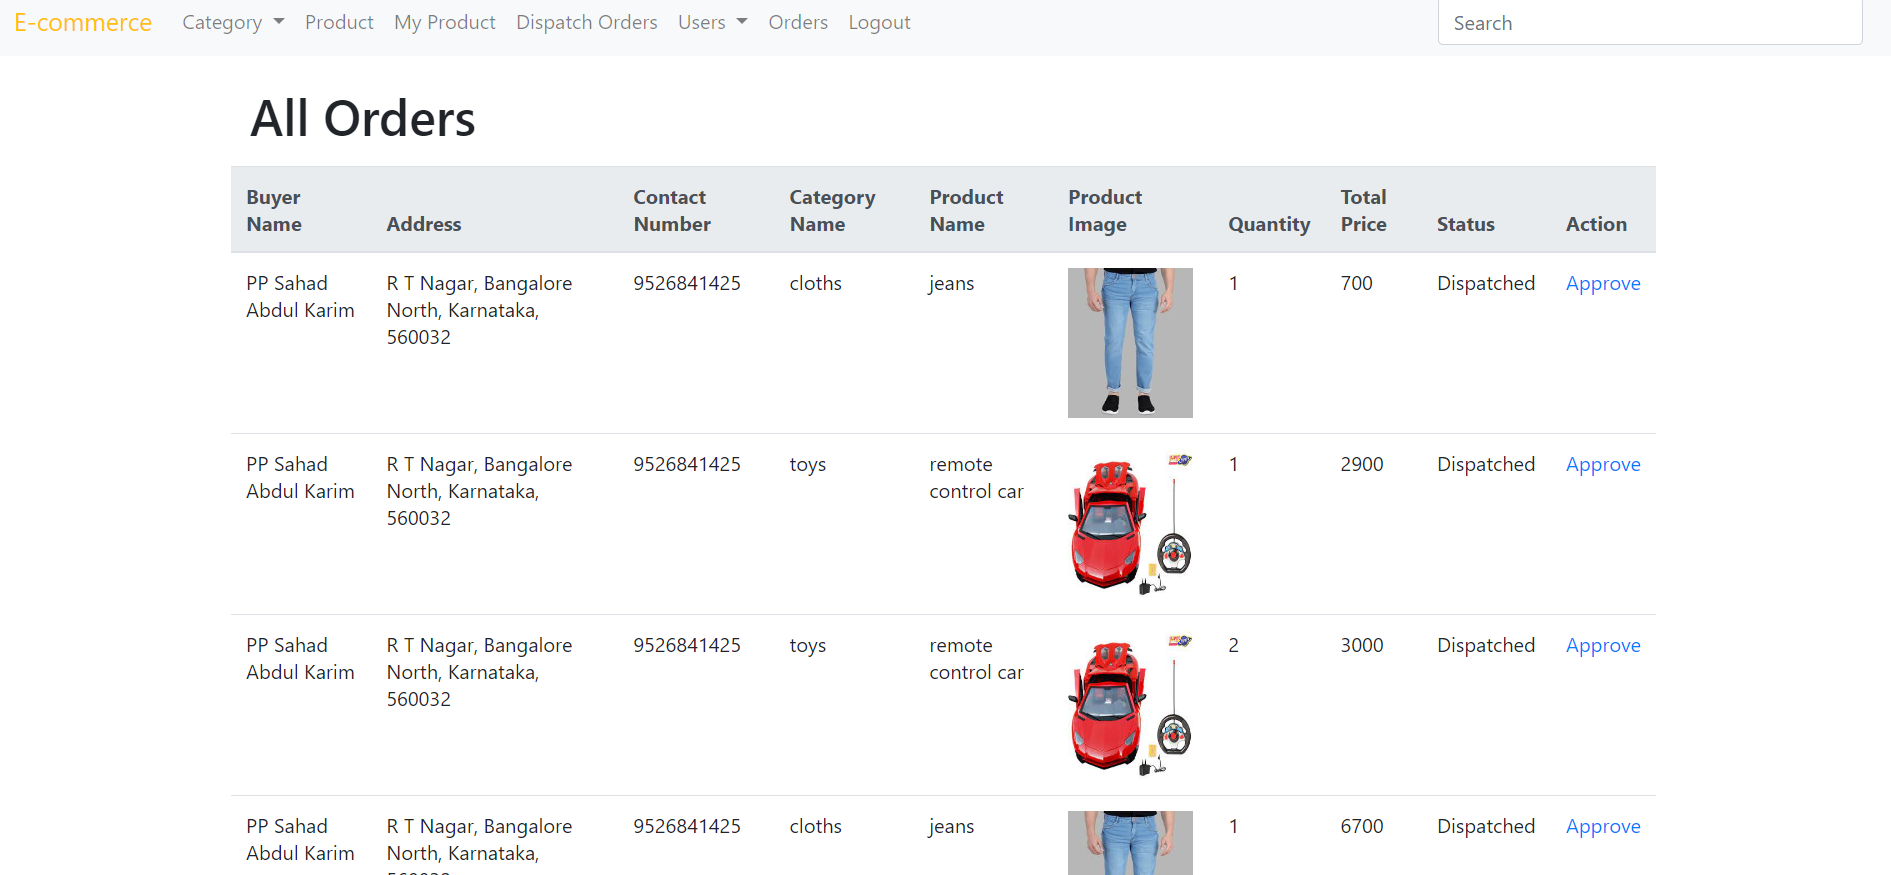 E-commerce Category Product My Product Dispatch Orders Users Orders Logout Search
All Orders
Buyer Name Address Contact Number Category Name Product Name Product Image Quantity Total Price Status Action
PP Sahad Abdul Karim R T Nagar, Bangalore North, Karnataka, 560032 9526841425 cloths jeans 1 700 Dispatched Approve
PP Sahad Abdul Karim R T Nagar, Bangalore North, Karnataka, 560032 9526841425 toys remote control car 1 2900 Dispatched Approve
PP Sahad Abdul Karim R T Nagar, Bangalore North, Karnataka, 560032 9526841425 toys remote control car 2 3000 Dispatched Approve
PP Sahad Abdul Karim R T Nagar, Bangalore North, Karnataka, 9526841425 cloths jeans 1 6700 Dispatched Approve